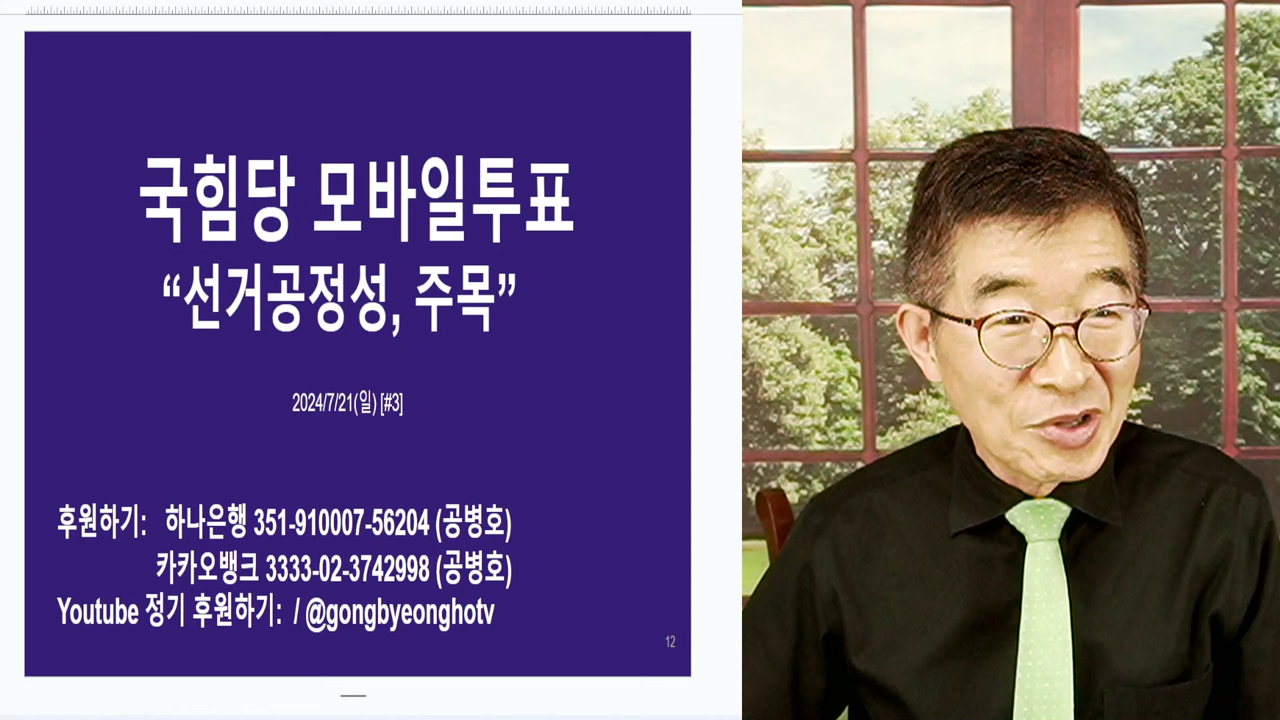 국힘당 모바일투표
“선거공정성, 주목”
2024/7/21(일) [#3]
후원하기: 하나은행 351-910007-56204 (공병호)
카카오뱅크 3333-02-3742998 (공병호)
Youtube 정기 후원하기: / @gongbyeonghotv
12